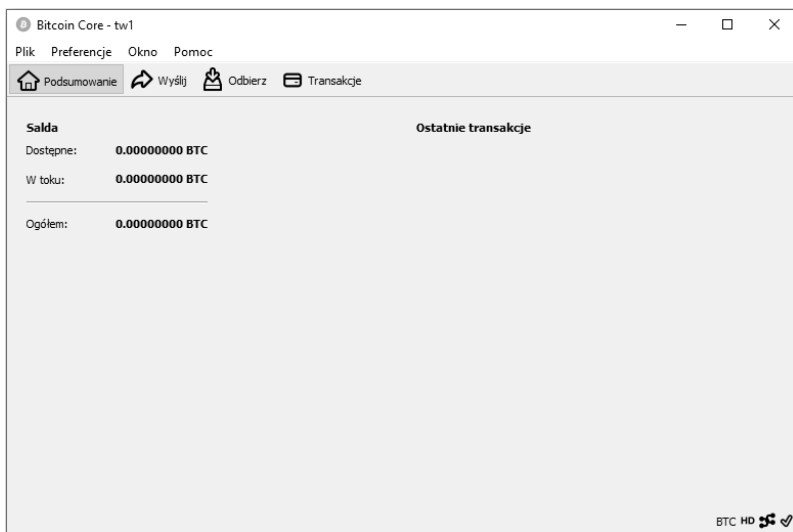 Bitcoin Core - tw1
Plik Preferencje Okno Pomoc
Podsumowanie Wyślij Odbierz Transakcje
Salda
Dostępne: 0.00000000 BTC
W toku: 0.00000000 BTC
Ogółem: 0.00000000 BTC
Ostatnie transakcje
BTC HD